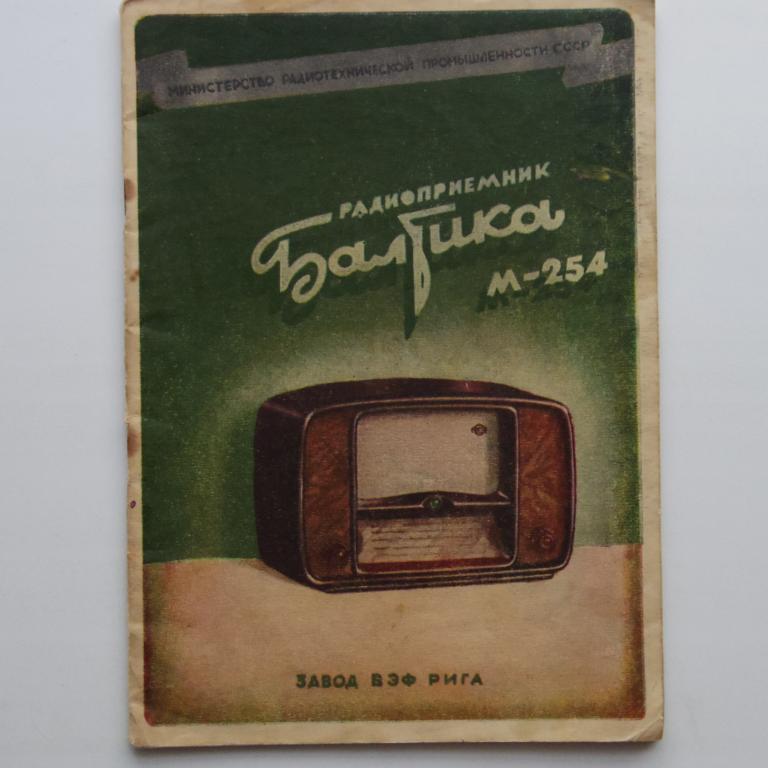 МИНИСТЕРСТВО РАДИОТЕХНИЧЕСКОЙ ПРОМЫШЛЕННОСТИ СССР
РАДИОПРИЕМНИК
Балтика
М-254
ЗАВОД ВЭФ РИГА